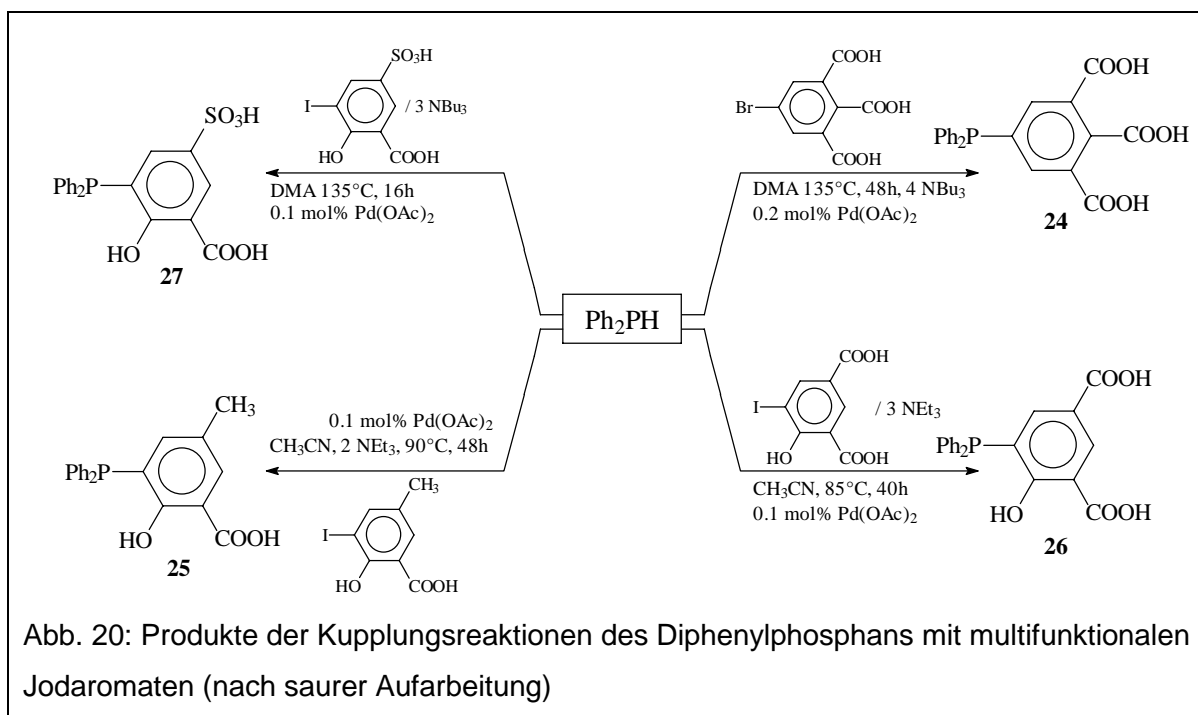 SO₃H
I
/ 3 NBu₃
HO
COOH
DMA 135°C, 16h
0.1 mol% Pd(OAc)₂
SO₃H
Ph₂P
HO
COOH
27
COOH
Br
COOH
COOH
DMA 135°C, 48h, 4 NBu₃
0.2 mol% Pd(OAc)₂
COOH
Ph₂P
COOH
COOH
24
Ph₂PH
CH₃
Ph₂P
HO
COOH
25
0.1 mol% Pd(OAc)₂
CH₃CN, 2 NEt₃, 90°C, 48h
CH₃
I
HO
COOH
COOH
I
/ 3 NEt₃
HO
COOH
CH₃CN, 85°C, 40h
0.1 mol% Pd(OAc)₂
COOH
Ph₂P
HO
COOH
26
Abb. 20: Produkte der Kupplungsreaktionen des Diphenylphosphans mit multifunktionalen
Jodaromaten (nach saurer Aufarbeitung)